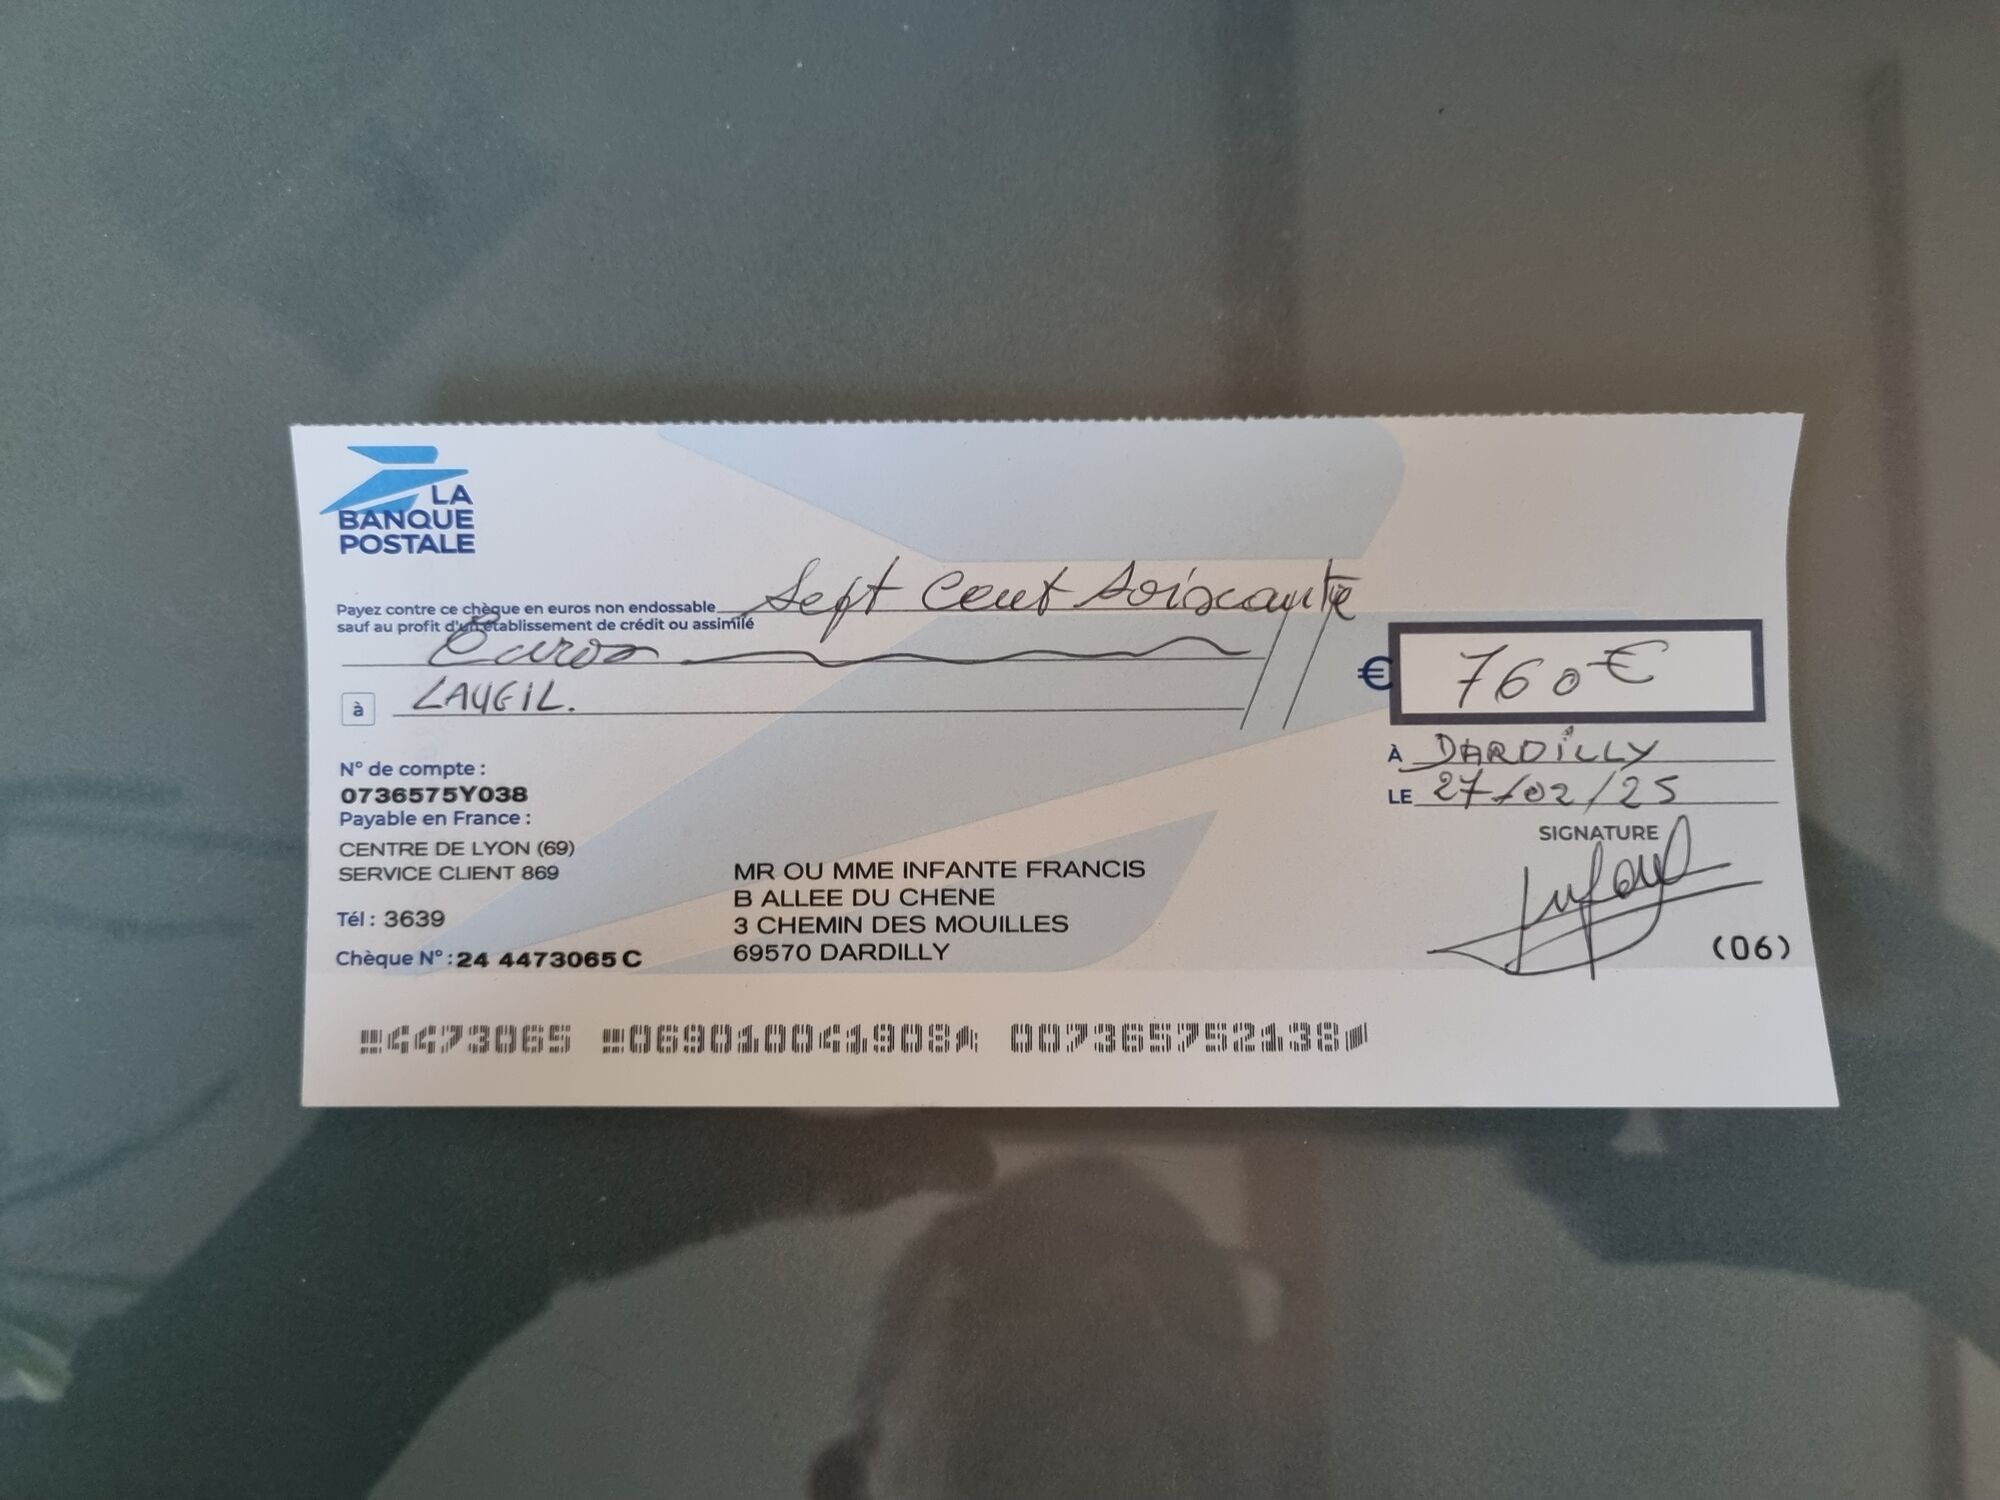 LA
BANQUE
POSTALE
Payez contre ce chèque en euros non endossable Sept Cent Soixante
sauf au profit d'un établissement de crédit ou assimilé
Euros
à LAYGIL.
€ 760€
À DARDILLY
LE 27/02/25
SIGNATURE
N° de compte :
0736575Y038
Payable en France :
CENTRE DE LYON (69)
SERVICE CLIENT 869
Tél : 3639
Chèque N° : 24 4473065 C
MR OU MME INFANTE FRANCIS
B ALLEE DU CHENE
3 CHEMIN DES MOUILLES
69570 DARDILLY
(06)
4473065 069010041908 007365752138